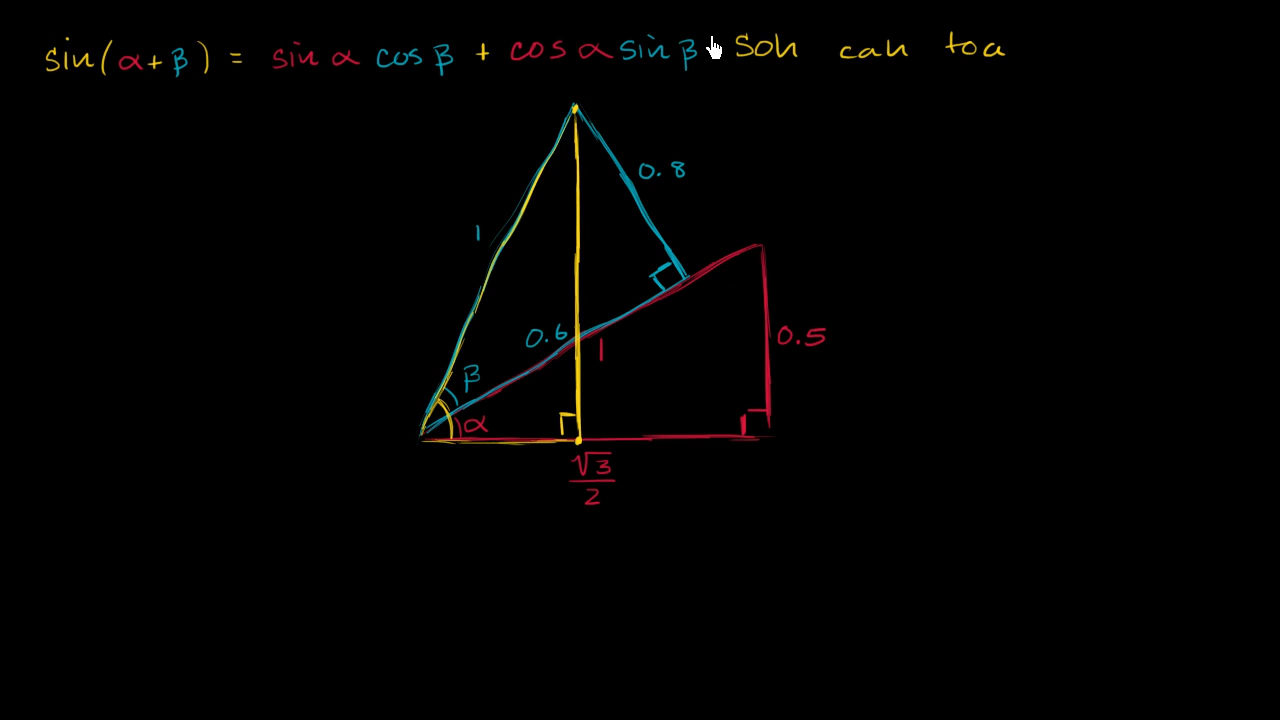 sin(α+β) = sin α cos β + cos α sin β Soh cah toa
0.8
1
0.6
1
0.5
β
α
√3/2